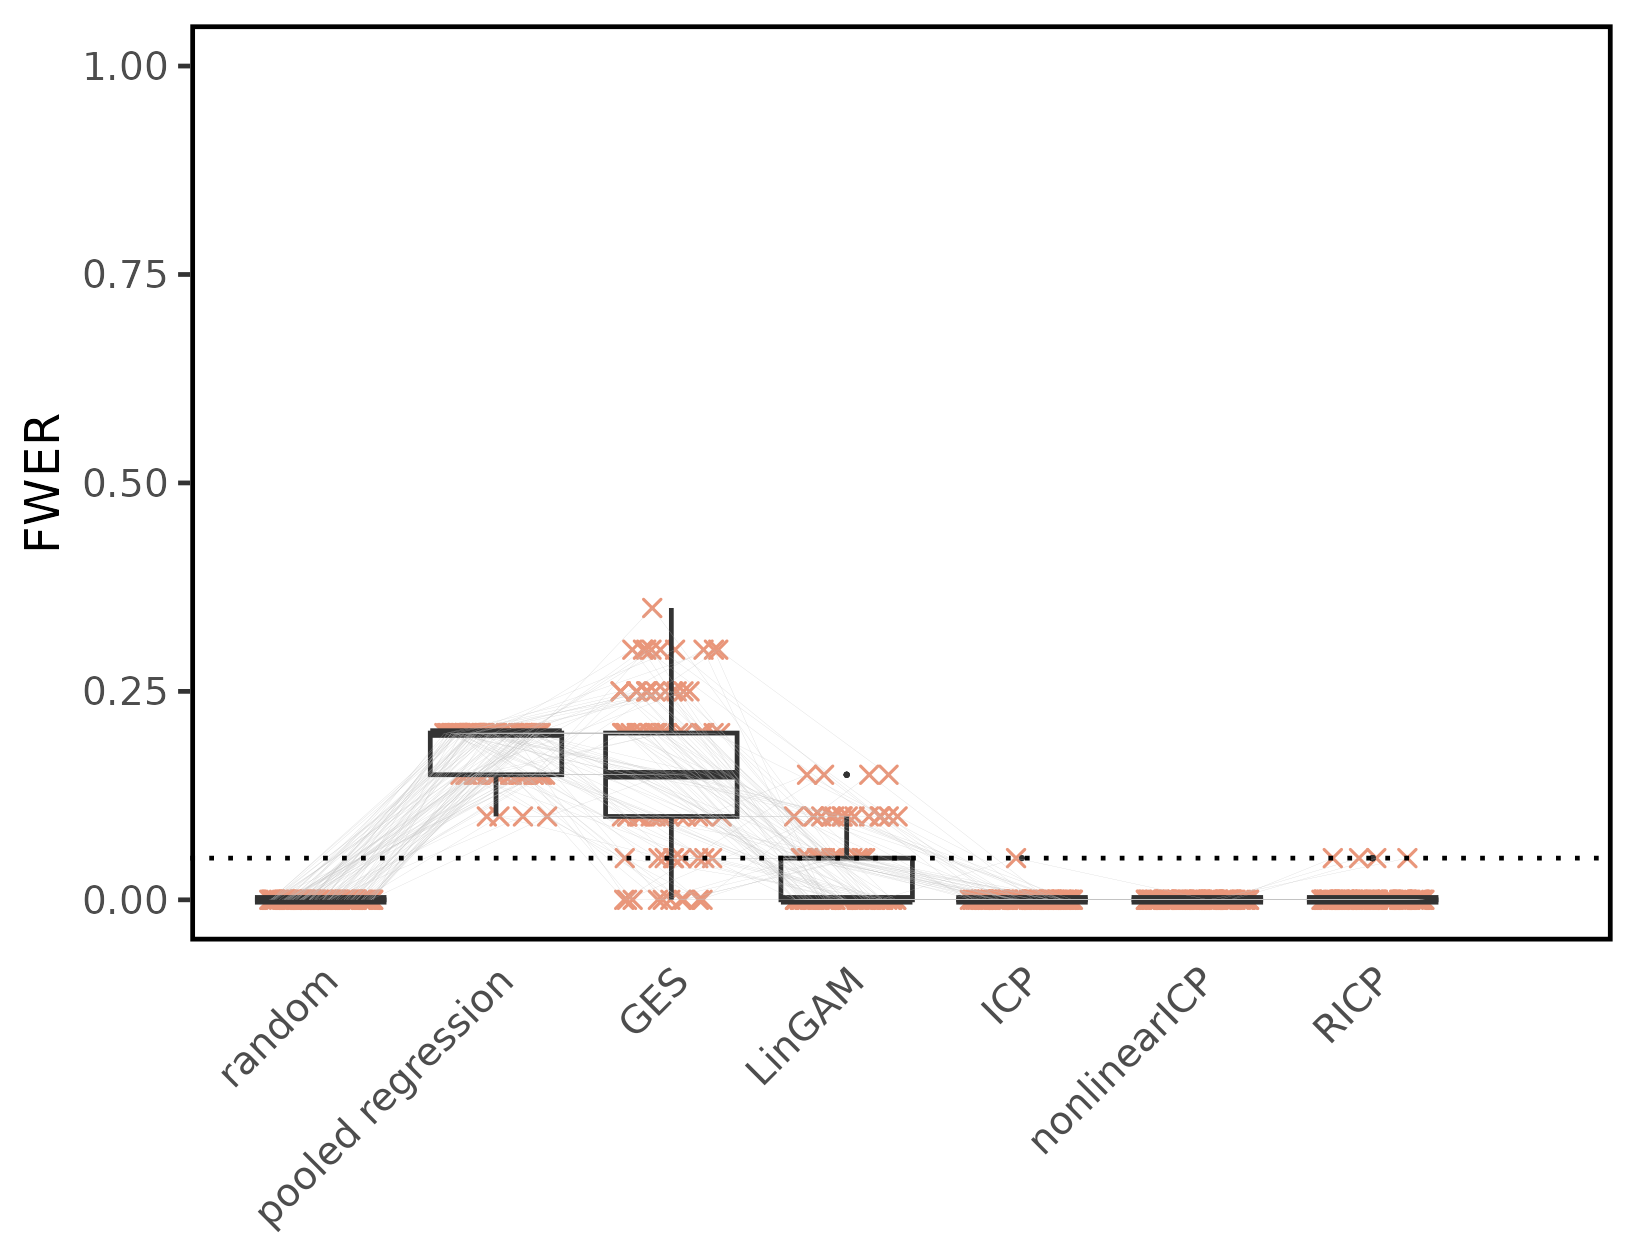 FWER
1.00
0.75
0.50
0.25
0.00
random
pooled regression
GES
LinGAM
ICP
nonlinearICP
RICP